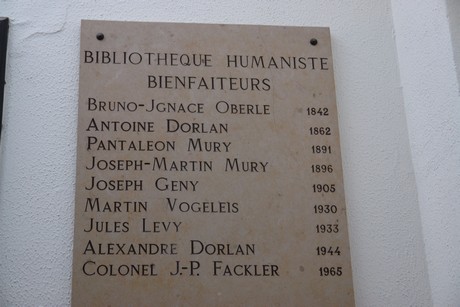 BIBLIOTHEQUE HUMANISTE
BIENFAITEURS
BRUNO-JGNACE OBERLE 1842
ANTOINE DORLAN 1862
PANTALEON MURY 1891
JOSEPH-MARTIN MURY 1896
JOSEPH GENY 1905
MARTIN VOGELEIS 1930
JULES LEVY 1933
ALEXANDRE DORLAN 1944
COLONEL J.-P. FACKLER 1965